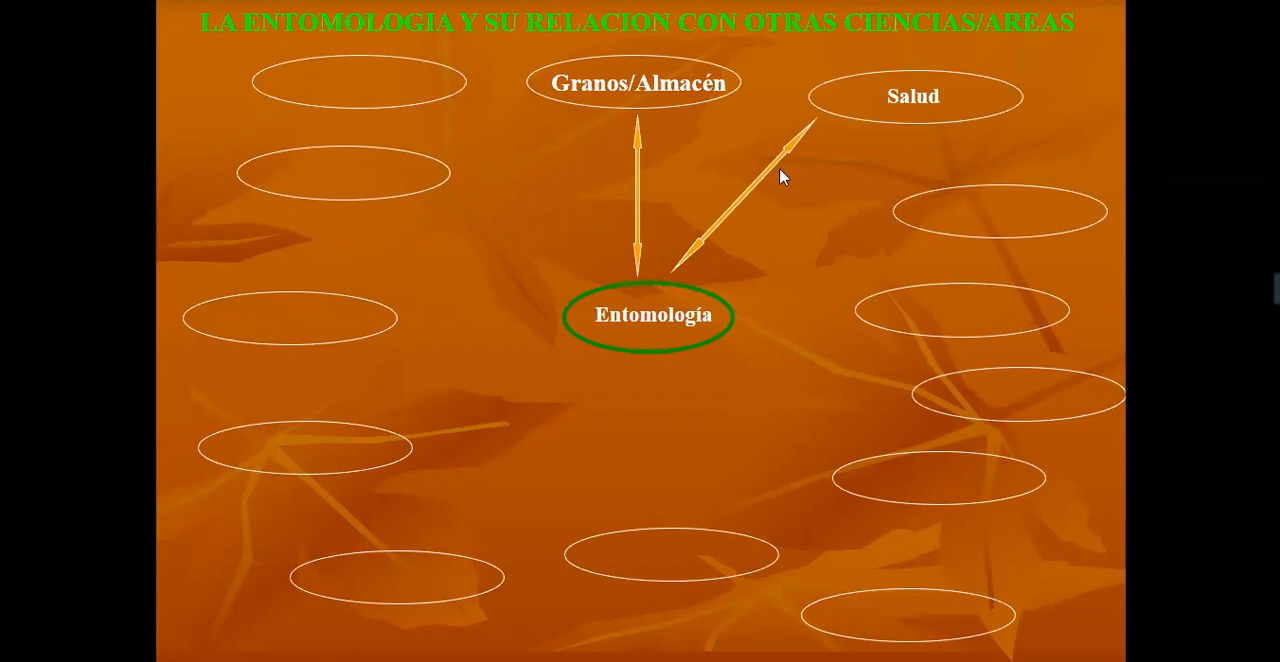 LA ENTOMOLOGIA Y SU RELACION CON OTRAS CIENCIAS/AREAS
Granos/Almacén
Salud
Entomología